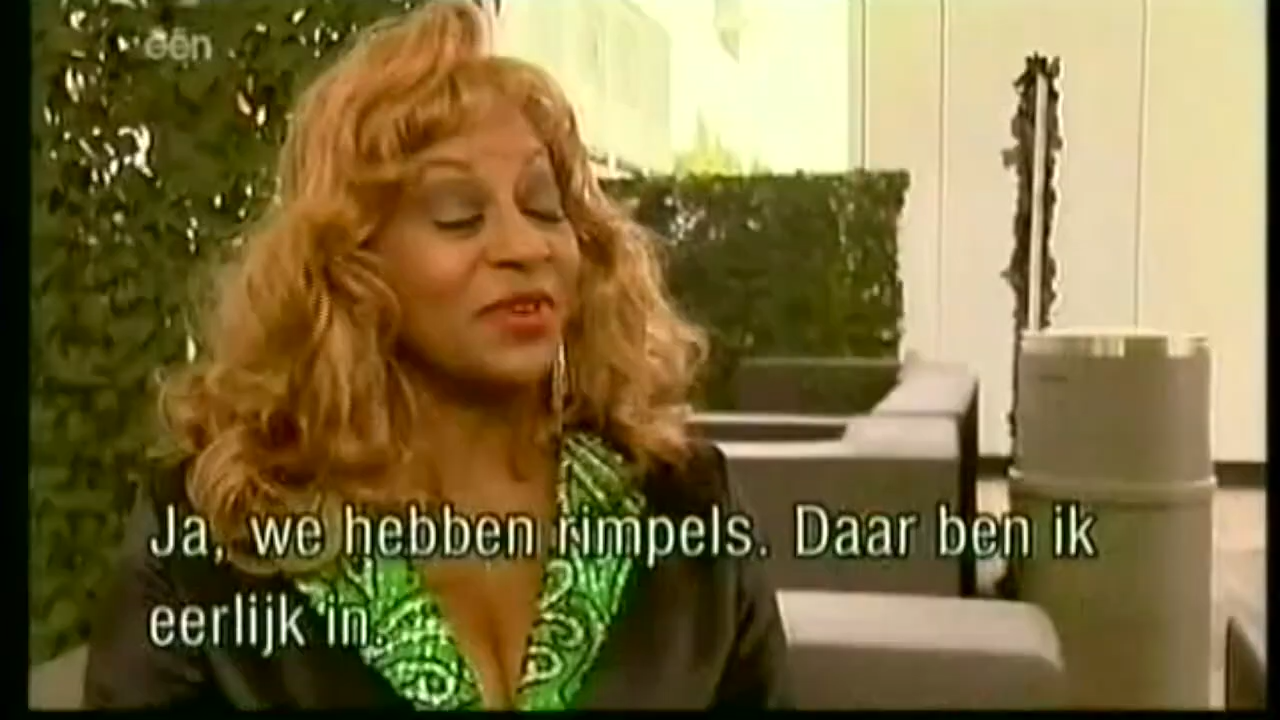 één
Ja, we hebben rimpels. Daar ben ik
eerlijk in.